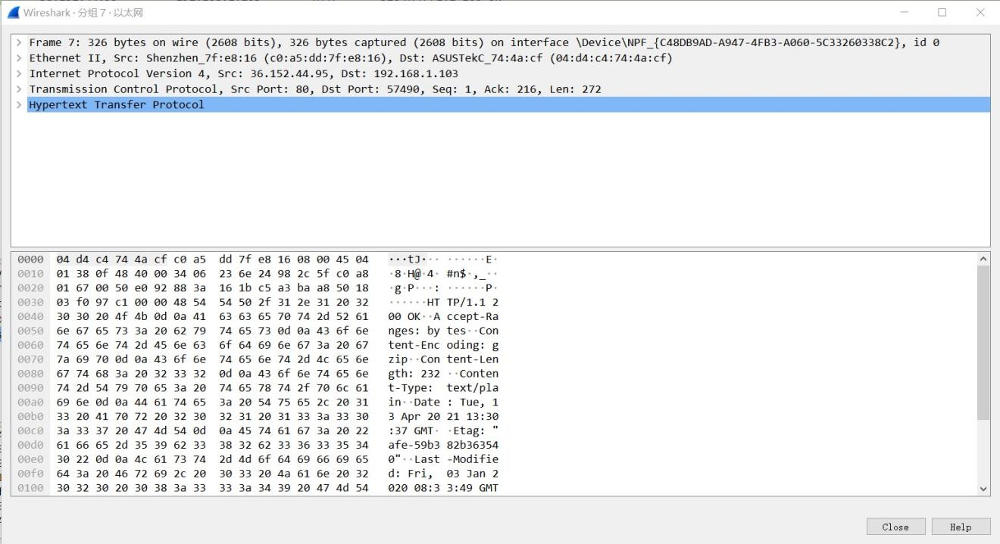 Wireshark · 分组 7 · 以太网
Frame 7: 326 bytes on wire (2608 bits), 326 bytes captured (2608 bits) on interface \Device\NPF_{C48DB9AD-A947-4FB3-A060-5C33260338C2}, id 0
Ethernet II, Src: Shenzhen_7f:e8:16 (c0:a5:dd:7f:e8:16), Dst: ASUSTekC_74:4a:cf (04:d4:c4:74:4a:cf)
Internet Protocol Version 4, Src: 36.152.44.95, Dst: 192.168.1.103
Transmission Control Protocol, Src Port: 80, Dst Port: 57490, Seq: 1, Ack: 216, Len: 272
Hypertext Transfer Protocol
0000 04 d4 c4 74 4a cf c0 a5 dd 7f e8 16 08 00 45 04 ···tJ··· ······E·
0010 01 38 0f 48 40 00 34 06 23 6e 24 98 2c 5f c0 a8 ·8·H@·4· #n$·,_··
0020 01 67 00 50 e0 92 88 3a 16 1b c5 a3 ba a8 50 18 ·g·P···: ······P·
0030 03 f0 97 c1 00 00 48 54 54 50 2f 31 2e 31 20 32 ······HT TP/1.1 2
0040 30 30 20 4f 4b 0d 0a 41 63 63 65 70 74 2d 52 61 00 OK··A ccept-Ra
0050 6e 67 65 73 3a 20 62 79 74 65 73 0d 0a 43 6f 6e nges: by tes··Con
0060 74 65 6e 74 2d 45 6e 63 6f 64 69 6e 67 3a 20 67 tent-Enc oding: g
0070 7a 69 70 0d 0a 43 6f 6e 74 65 6e 74 2d 4c 65 6e zip··Con tent-Len
0080 67 74 68 3a 20 32 33 32 0d 0a 43 6f 6e 74 65 6e gth: 232 ··Conten
0090 74 2d 54 79 70 65 3a 20 74 65 78 74 2f 70 6c 61 t-Type:  text/pla
00a0 69 6e 0d 0a 44 61 74 65 3a 20 54 75 65 2c 20 31 in··Date : Tue, 1
00b0 33 20 41 70 72 20 32 30 32 31 20 31 33 3a 33 30 3 Apr 20 21 13:30
00c0 3a 33 37 20 47 4d 54 0d 0a 45 74 61 67 3a 20 22 :37 GMT· ·Etag: "
00d0 61 66 65 2d 35 39 62 33 38 32 62 33 36 33 35 34 afe-59b3 82b36354
00e0 30 22 0d 0a 4c 61 73 74 2d 4d 6f 64 69 66 69 65 0"··Last -Modifie
00f0 64 3a 20 46 72 69 2c 20 30 33 20 4a 61 6e 20 32 d: Fri,  03 Jan 2
0100 30 32 30 20 30 38 3a 33 33 3a 34 39 20 47 4d 54 020 08:3 3:49 GMT
Close Help